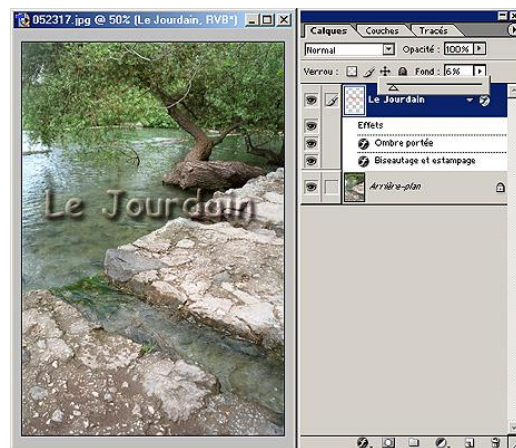 052317.jpg @ 50% (Le Jourdain, RVB*)
Le Jourdain
Calques Couches Tracés
Normal Opacité : 100%
Verrou : Fond : 6%
Le Jourdain
Effets
Ombre portée
Biseautage et estampage
Arrière-plan